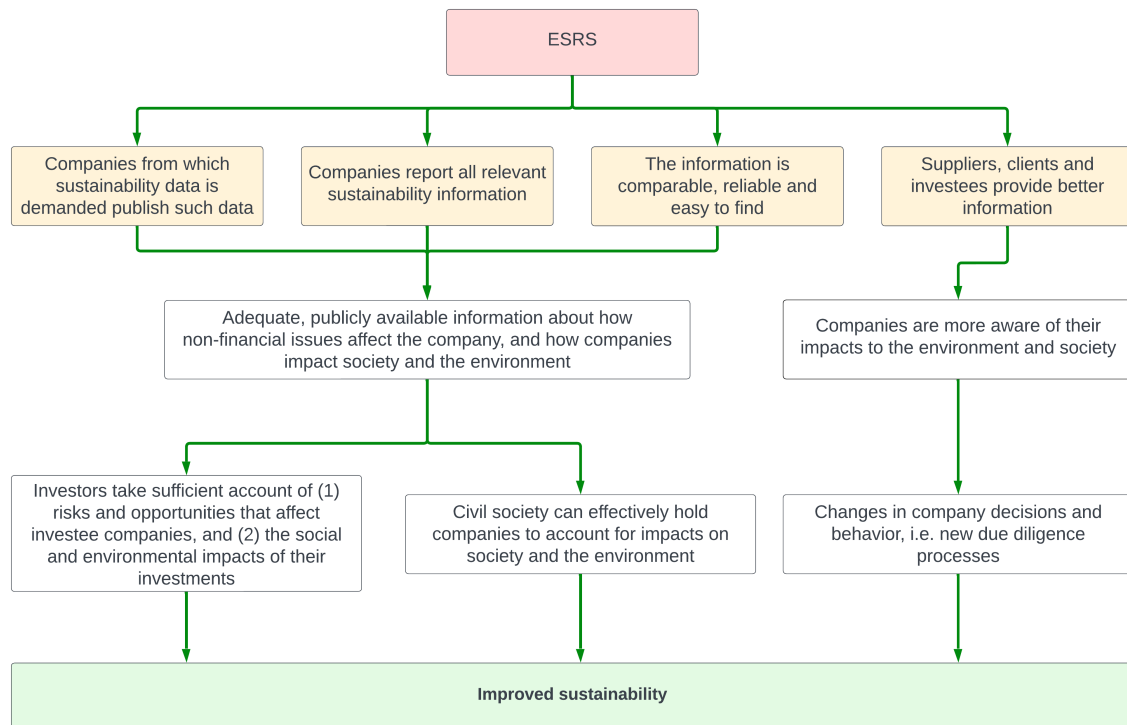 ESRS
Companies from which
sustainability data is
demanded publish such data
Companies report all relevant
sustainability information
The information is
comparable, reliable and
easy to find
Suppliers, clients and
investees provide better
information
Adequate, publicly available information about how
non-financial issues affect the company, and how companies
impact society and the environment
Companies are more aware of their
impacts to the environment and society
Investors take sufficient account of (1)
risks and opportunities that affect
investee companies, and (2) the social
and environmental impacts of their
investments
Civil society can effectively hold
companies to account for impacts on
society and the environment
Changes in company decisions and
behavior, i.e. new due diligence
processes
Improved sustainability